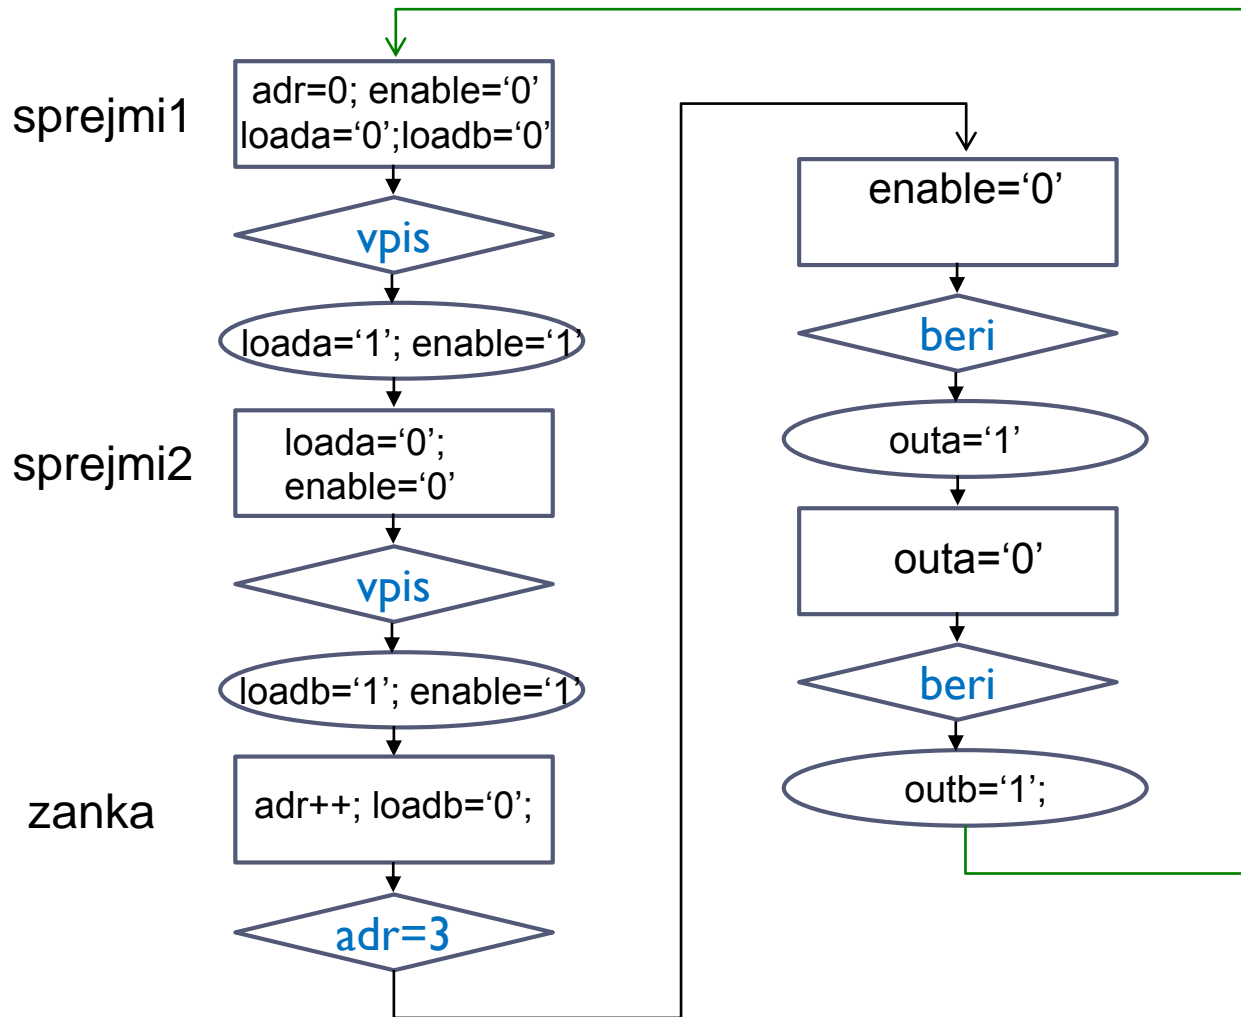 sprejmi1
adr=0; enable=‘0’
loada=‘0’;loadb=‘0’
vpis
loada=‘1’; enable=‘1’
sprejmi2
loada=‘0’;
enable=‘0’
vpis
loadb=‘1’; enable=‘1’
zanka
adr++; loadb=‘0’;
adr=3
enable=‘0’
beri
outa=‘1’
outa=‘0’
beri
outb=‘1’;